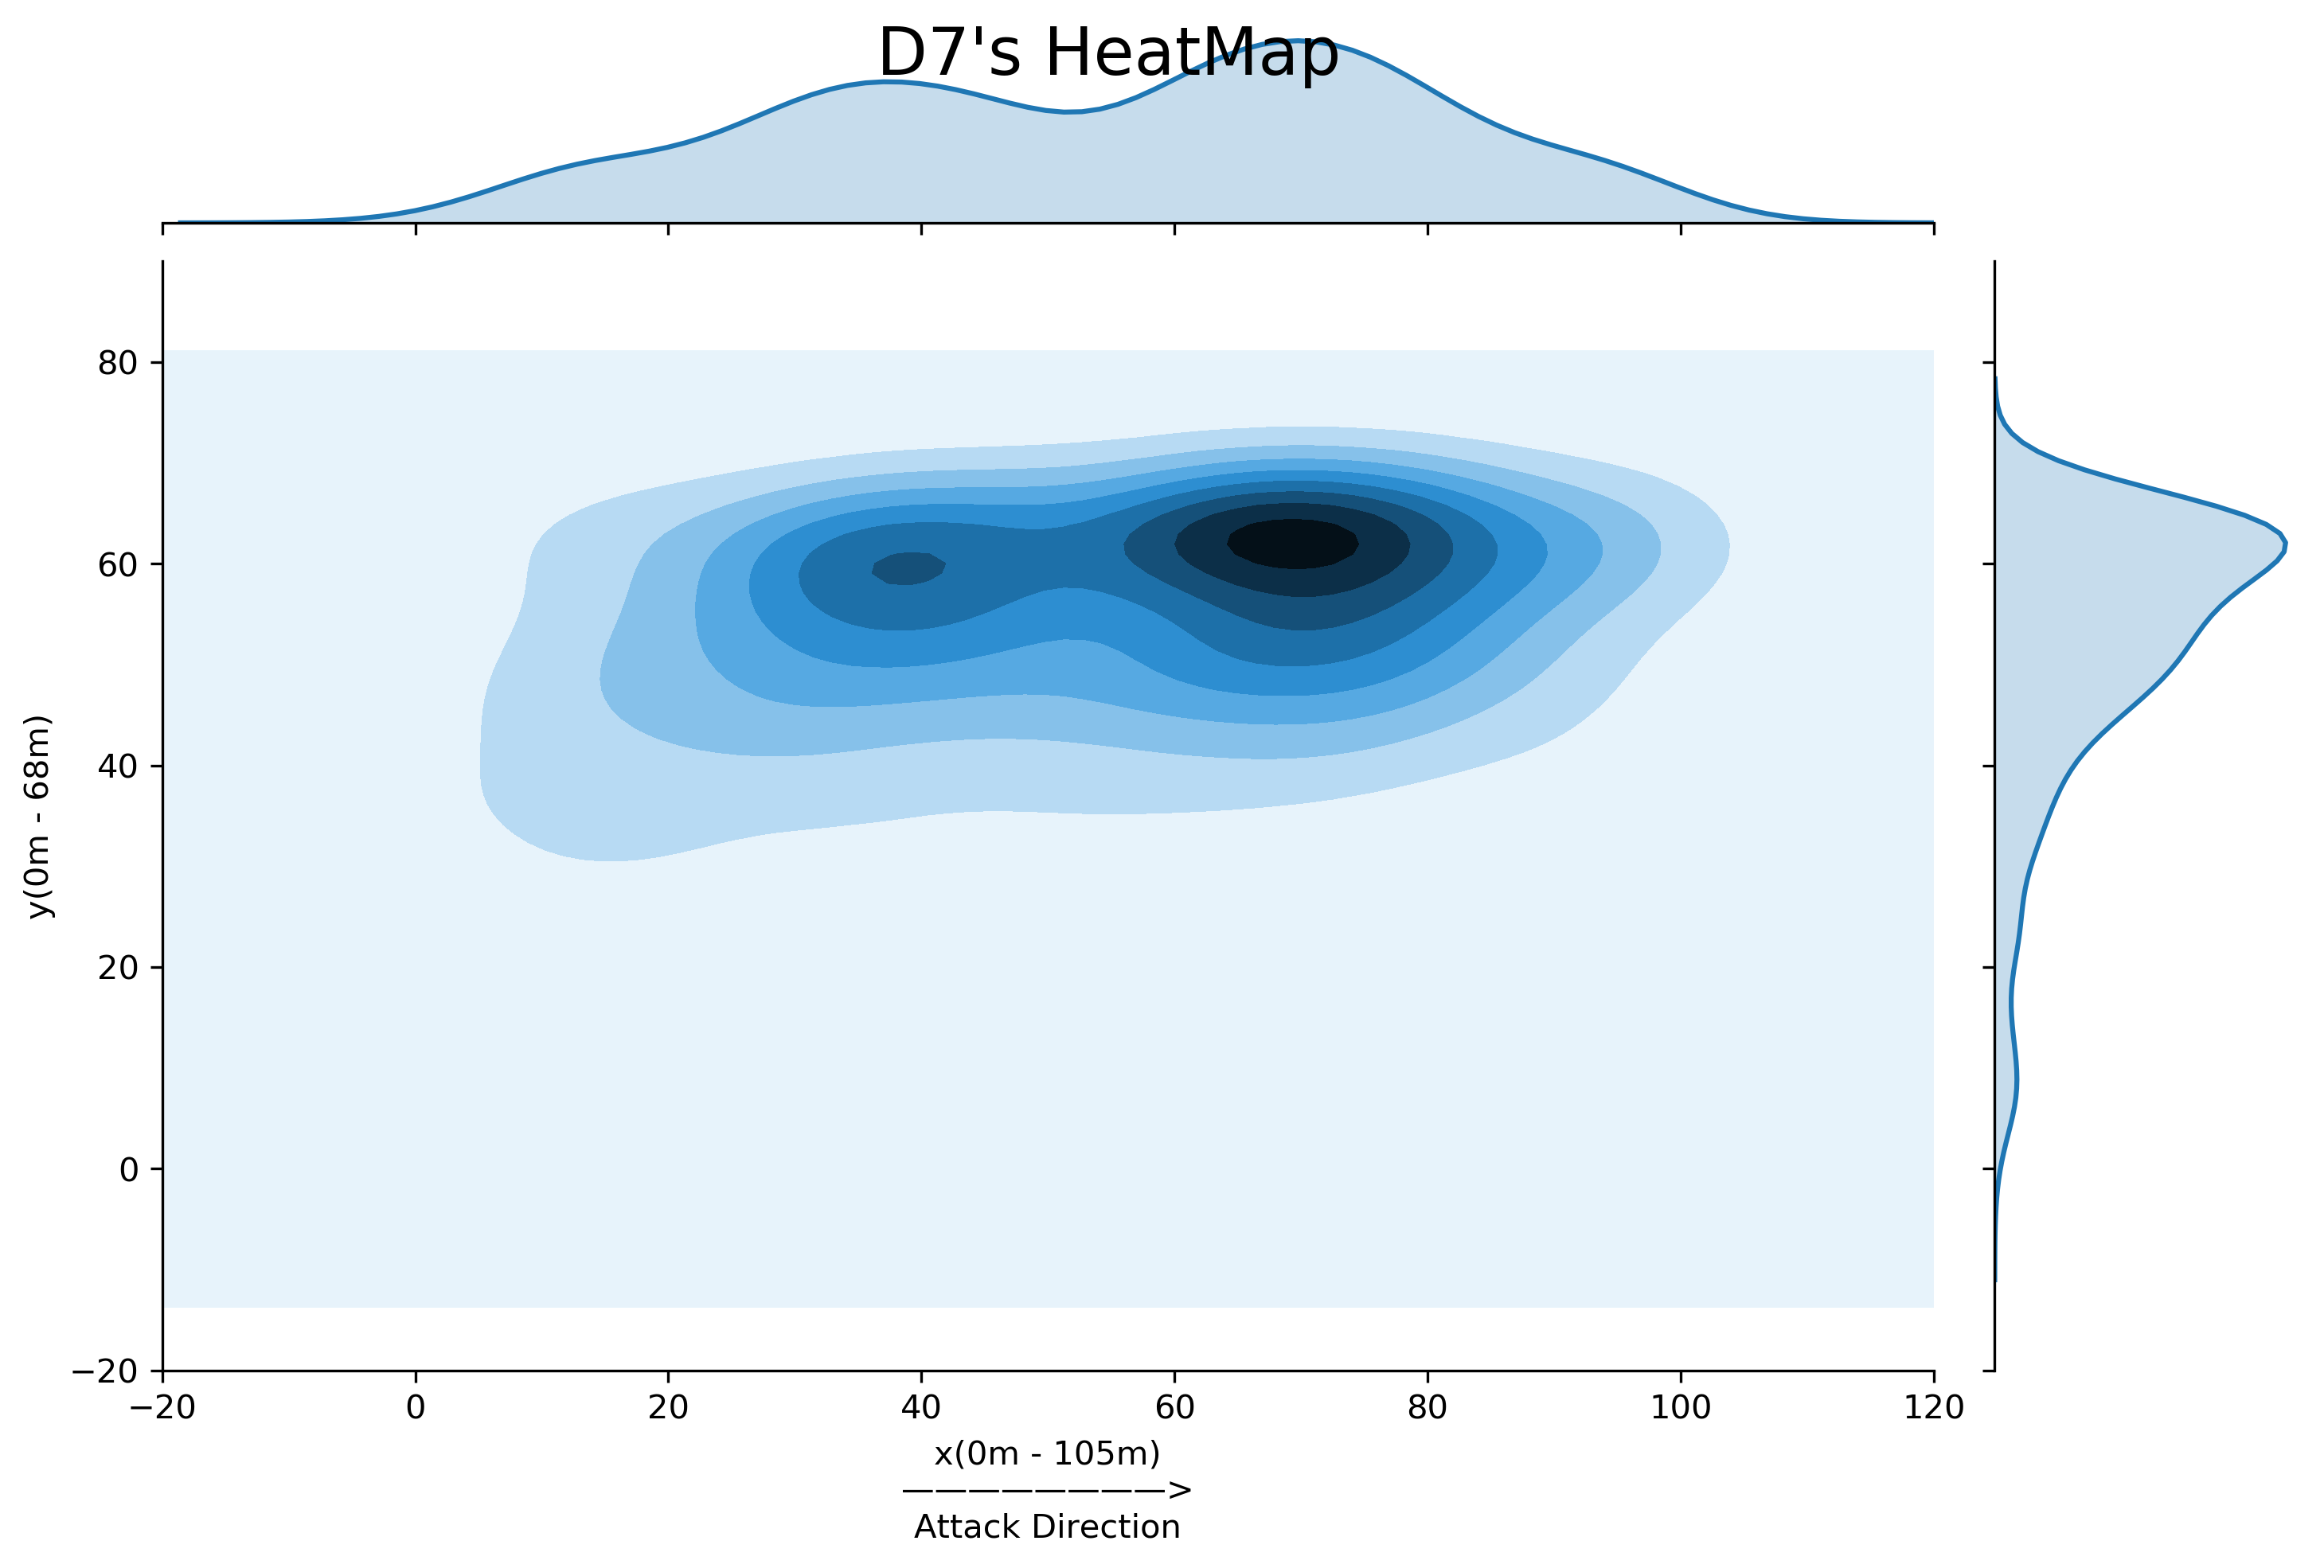 D7's HeatMap
80
60
40
20
0
−20
y(0m - 68m)
−20 0 20 40 60 80 100 120
x(0m - 105m)
————————>
Attack Direction